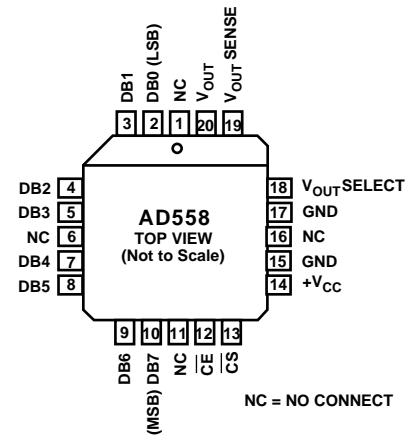 DB1
DB0 (LSB)
NC
VOUT
VOUT SENSE
3 2 1 20 19
DB2 4
DB3 5
NC 6
DB4 7
DB5 8
AD558
TOP VIEW
(Not to Scale)
18 VOUTSELECT
17 GND
16 NC
15 GND
14 +VCC
9 10 11 12 13
DB6
(MSB) DB7
NC
CE
CS
NC = NO CONNECT